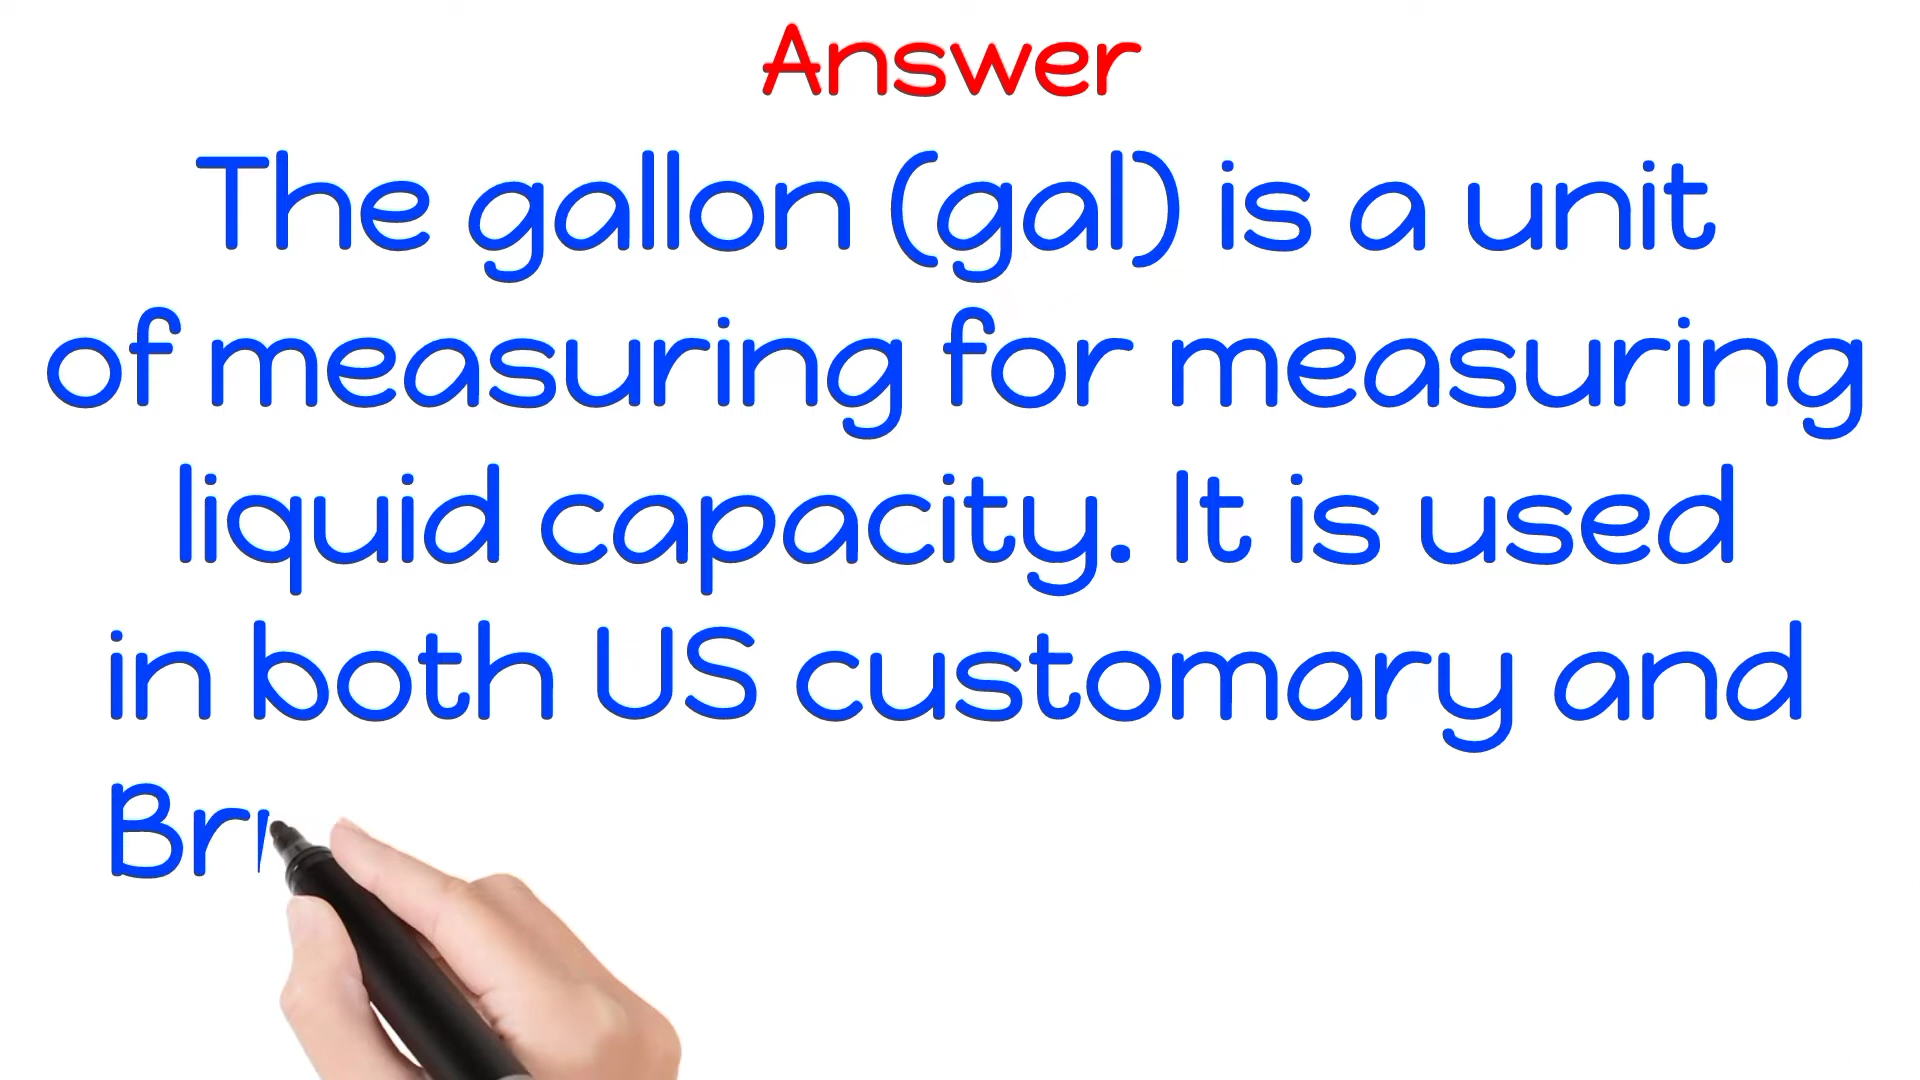 Answer
The gallon (gal) is a unit
of measuring for measuring
liquid capacity. It is used
in both US customary and